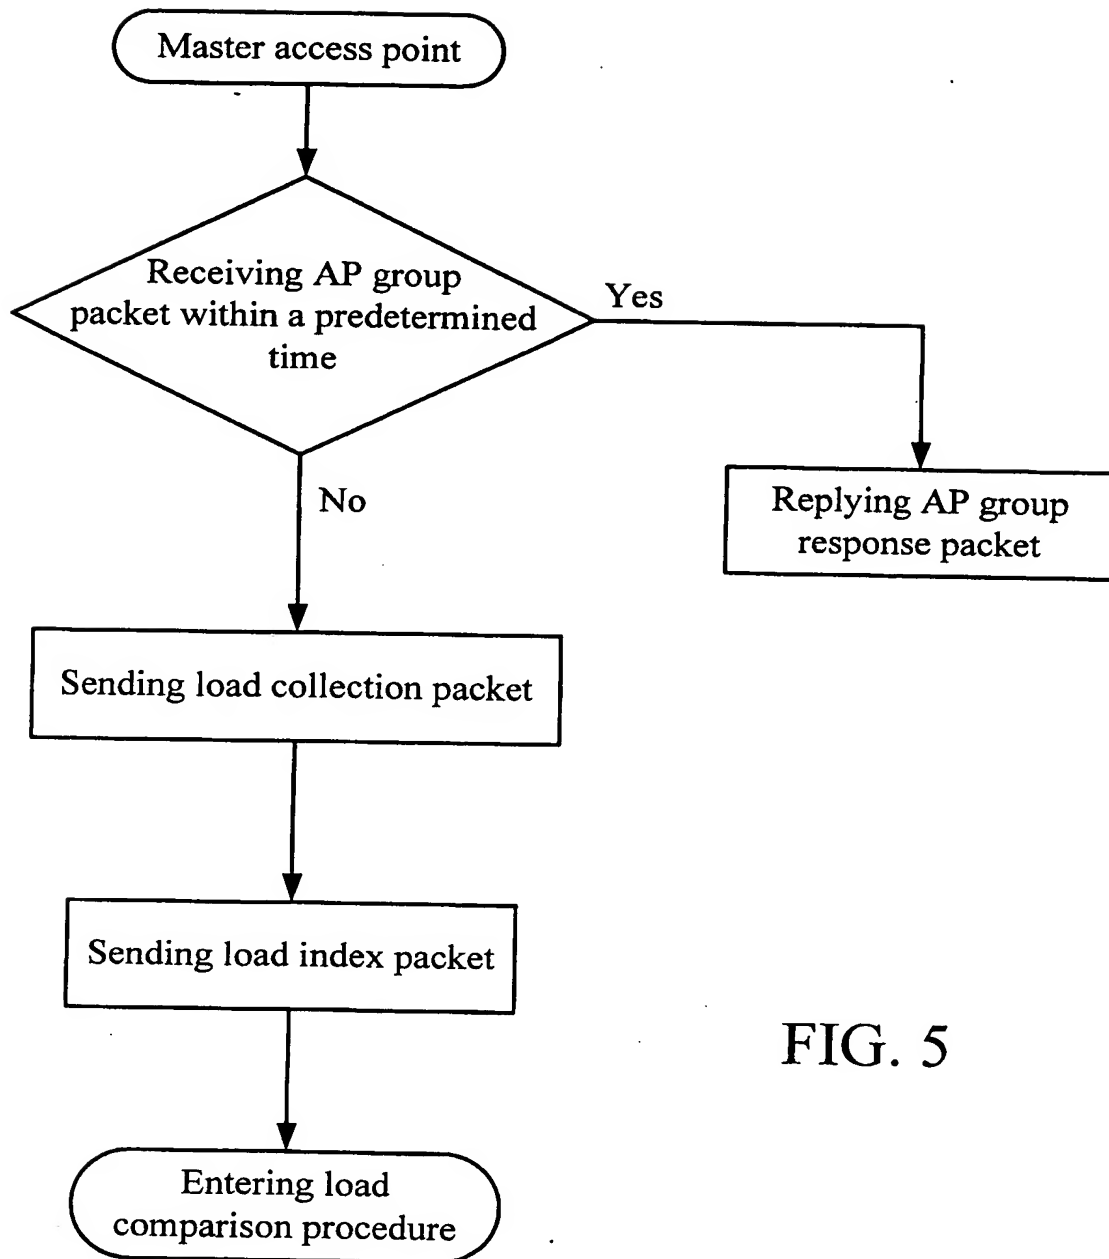 Master access point
Receiving AP group
packet within a predetermined
time
Yes
No
Replying AP group
response packet
Sending load collection packet
Sending load index packet
FIG. 5
Entering load
comparison procedure